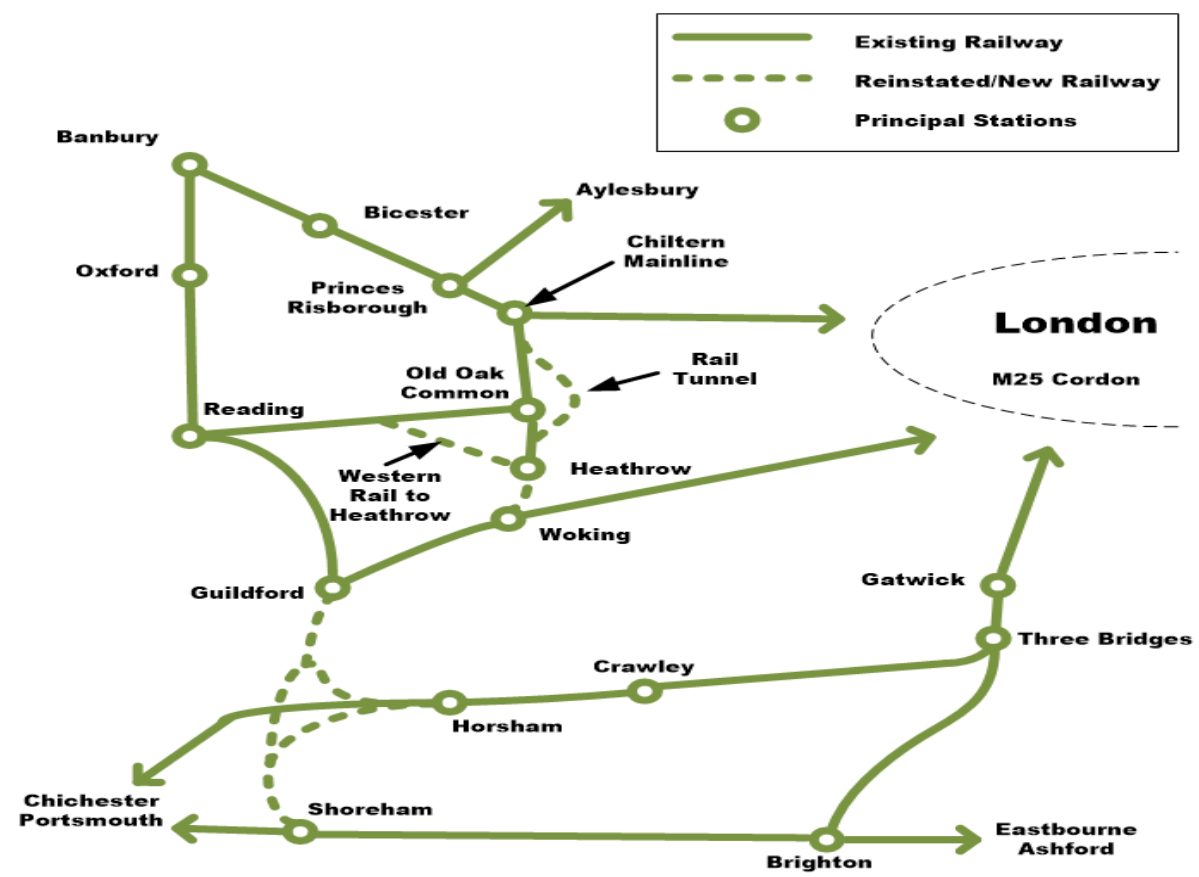 Existing Railway
Reinstated/New Railway
Principal Stations
Banbury
Aylesbury
Bicester
Chiltern
Mainline
Oxford
Princes
Risborough
London
M25 Cordon
Rail
Tunnel
Old Oak
Common
Reading
Heathrow
Western
Rail to
Heathrow
Woking
Gatwick
Guildford
Three Bridges
Crawley
Horsham
Chichester
Portsmouth
Shoreham
Eastbourne
Ashford
Brighton